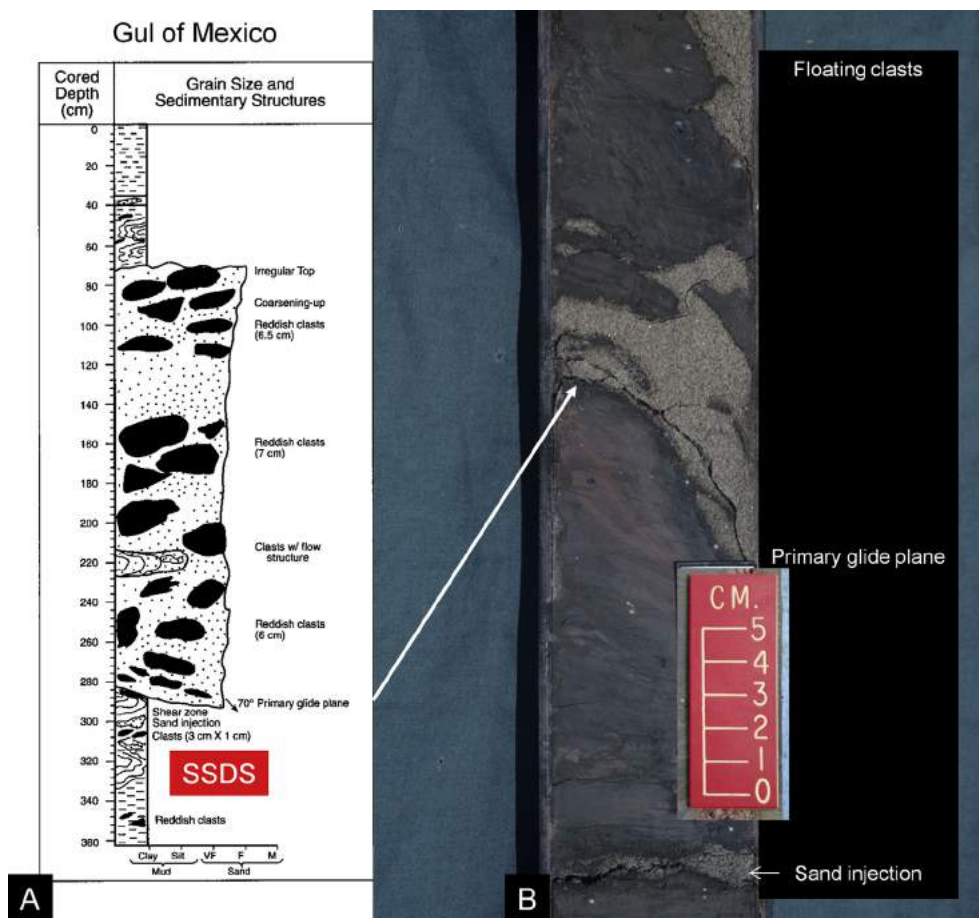 Gul of Mexico
Cored
Depth
(cm)
Grain Size and
Sedimentary Structures
0
20
40
60
80
100
120
140
160
180
200
220
240
260
280
300
320
340
360
Irregular Top
Coarsening-up
Reddish clasts
(6.5 cm)
Reddish clasts
(7 cm)
Clasts w/ flow
structure
Reddish clasts
(6 cm)
70° Primary glide plane
Shear zone
Sand injection
Clasts (3 cm X 1 cm)
SSDS
Reddish clasts
Clay Silt VF F M
Mud Sand
A
Floating clasts
Primary glide plane
CM.
5
4
3
2
1
0
Sand injection
B